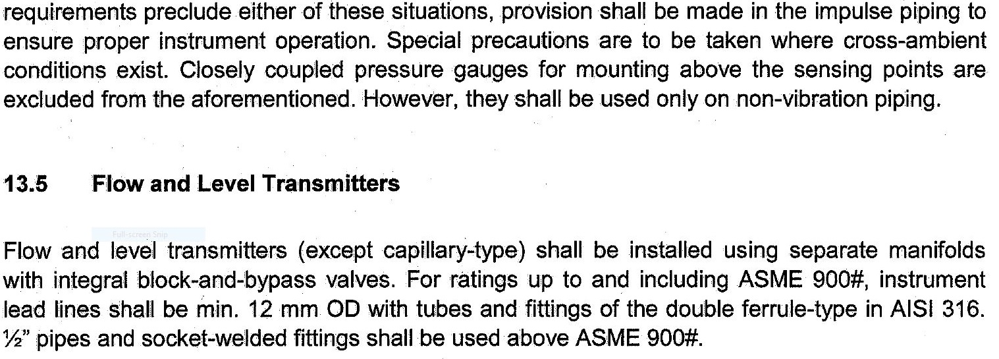 requirements preclude either of these situations, provision shall be made in the impulse piping to
ensure proper instrument operation. Special precautions are to be taken where cross-ambient
conditions exist. Closely coupled pressure gauges for mounting above the sensing points are
excluded from the aforementioned. However, they shall be used only on non-vibration piping.
13.5 Flow and Level Transmitters
Full-screen Snip
Flow and level transmitters (except capillary-type) shall be installed using separate manifolds
with integral block-and-bypass valves. For ratings up to and including ASME 900#, instrument
lead lines shall be min. 12 mm OD with tubes and fittings of the double ferrule-type in AISI 316.
½” pipes and socket-welded fittings shall be used above ASME 900#.